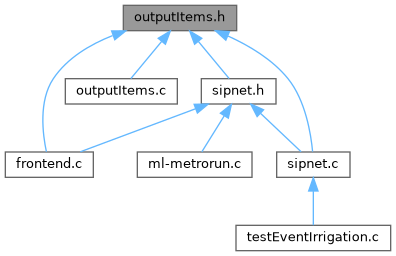 outputItems.h
outputItems.c
sipnet.h
frontend.c
ml-metrorun.c
sipnet.c
testEventIrrigation.c